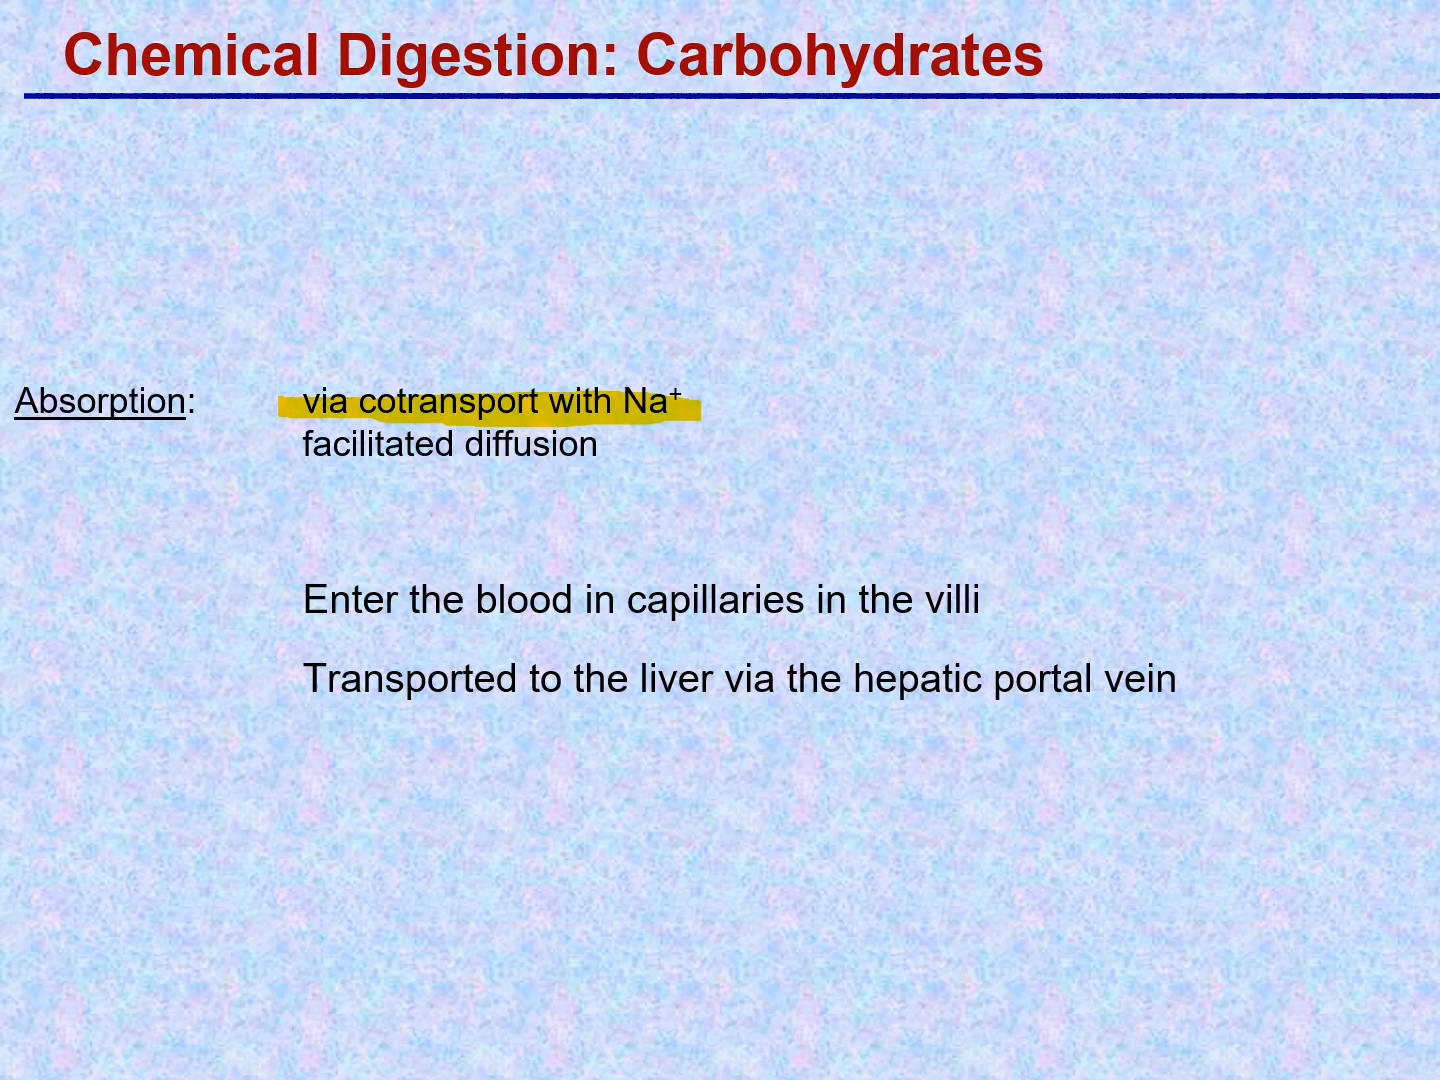 Chemical Digestion: Carbohydrates
Absorption: via cotransport with Na⁺
facilitated diffusion
Enter the blood in capillaries in the villi
Transported to the liver via the hepatic portal vein